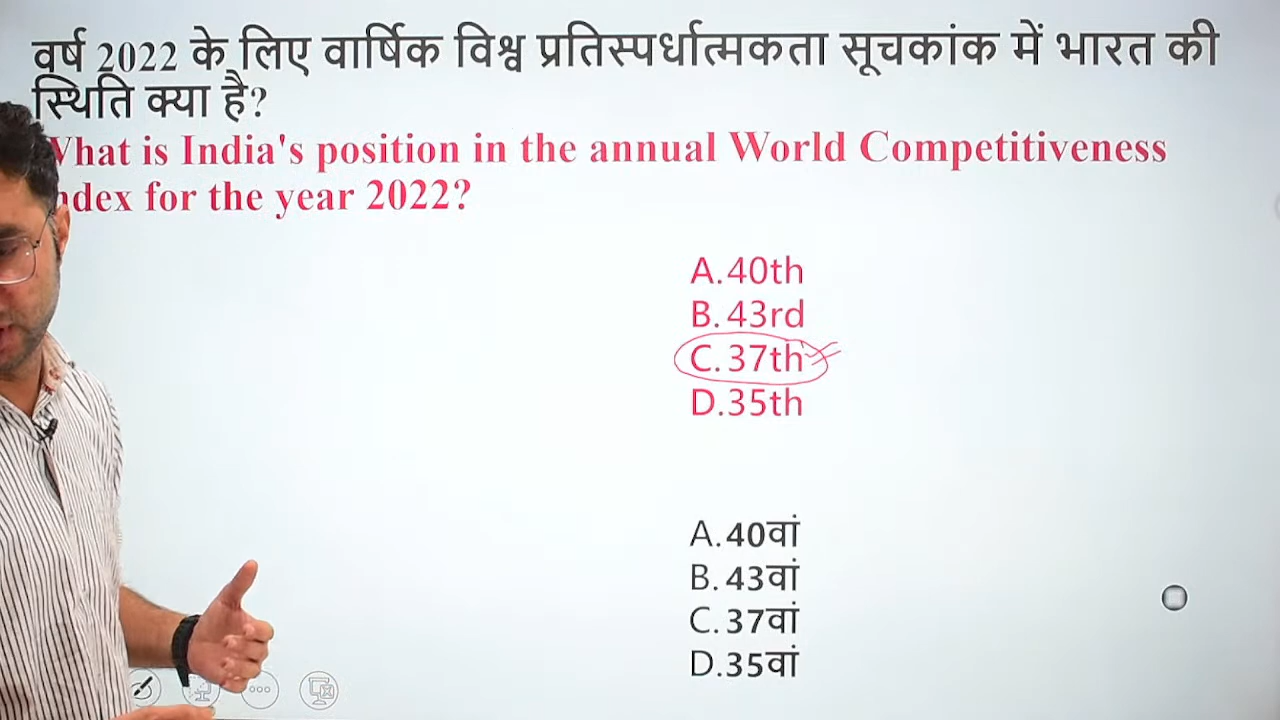 वर्ष 2022 के लिए वार्षिक विश्व प्रतिस्पर्धात्मकता सूचकांक में भारत की
स्थिति क्या है?
What is India's position in the annual World Competitiveness
ndex for the year 2022?
A.40th
B.43rd
C.37th
D.35th
A.40वां
B.43वां
C.37वां
D.35वां